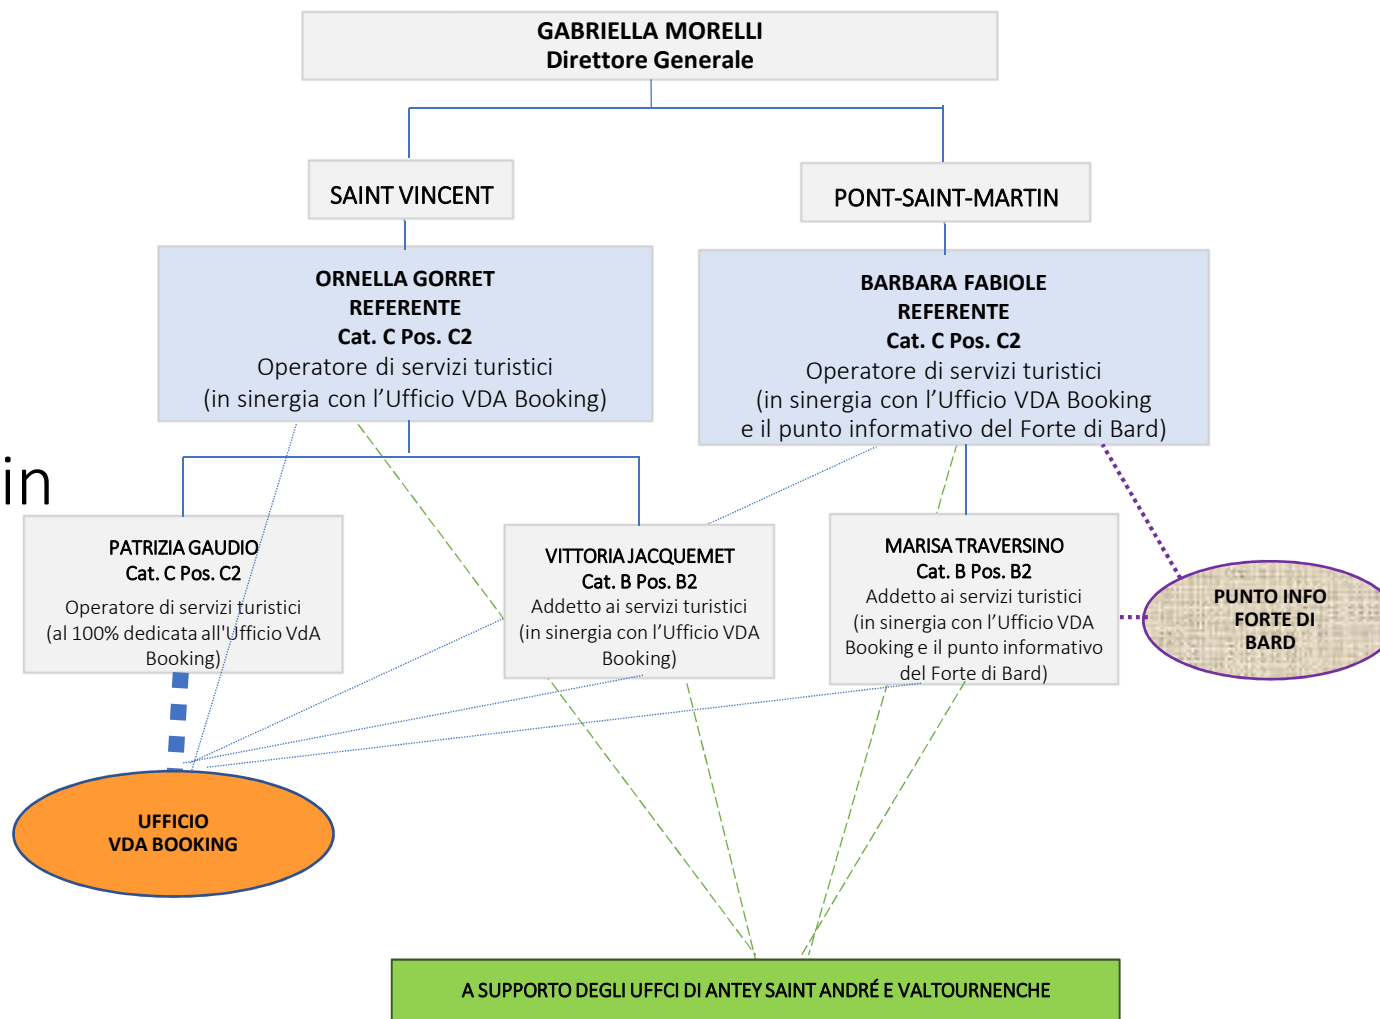 GABRIELLA MORELLI
Direttore Generale
SAINT VINCENT
PONT-SAINT-MARTIN
ORNELLA GORRET
REFERENTE
Cat. C Pos. C2
Operatore di servizi turistici
(in sinergia con l'Ufficio VDA Booking)
BARBARA FABIOLE
REFERENTE
Cat. C Pos. C2
Operatore di servizi turistici
(in sinergia con l'Ufficio VDA Booking
e il punto informativo del Forte di Bard)
in
PATRIZIA GAUDIO
Cat. C Pos. C2
Operatore di servizi turistici
(al 100% dedicata all'Ufficio VdA
Booking)
VITTORIA JACQUEMET
Cat. B Pos. B2
Addetto ai servizi turistici
(in sinergia con l'Ufficio VDA
Booking)
MARISA TRAVERSINO
Cat. B Pos. B2
Addetto ai servizi turistici
(in sinergia con l'Ufficio VDA
Booking e il punto informativo
del Forte di Bard)
PUNTO INFO
FORTE DI
BARD
UFFICIO
VDA BOOKING
A SUPPORTO DEGLI UFFCI DI ANTEY SAINT ANDRÉ E VALTOURNENCHE